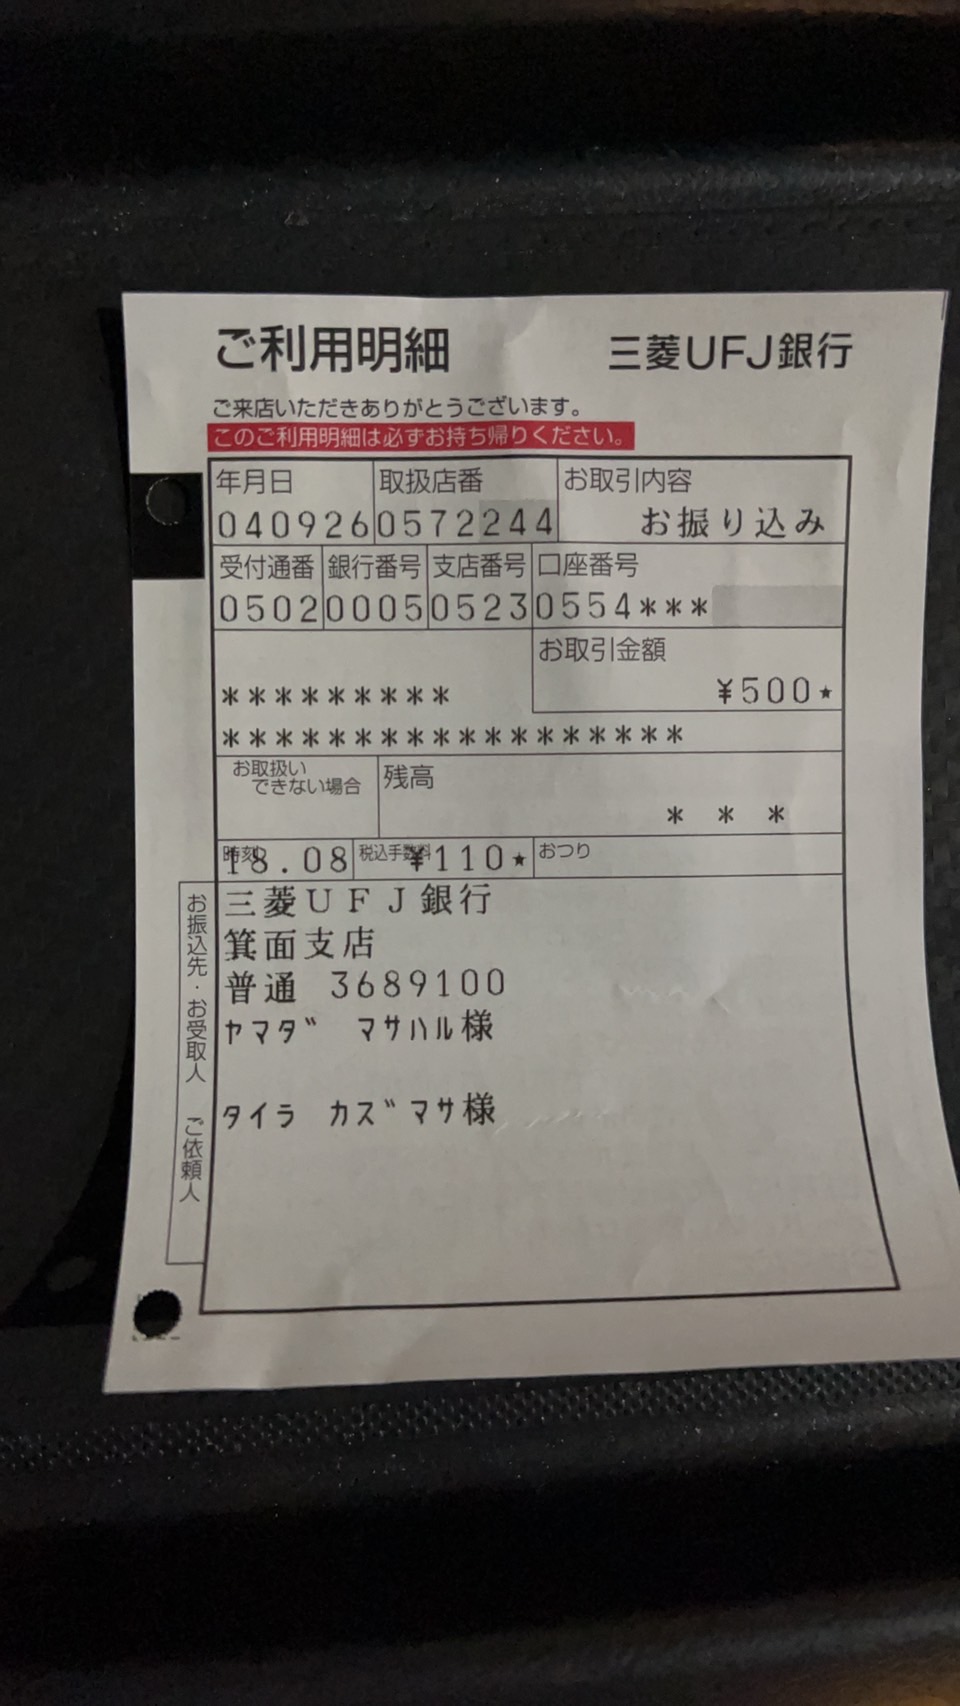 ご利用明細 三菱UFJ銀行
ご来店いただきありがとうございます。
このご利用明細は必ずお持ち帰りください。
年月日 取扱店番 お取引内容
040926 0572244 お振り込み
受付通番 銀行番号 支店番号 口座番号
0502 0005 0523 0554***
お取引金額
********* ¥500★
******************
お取扱い
できない場合 残高
* * *
時刻 税込手数料 おつり
18.08 ¥110★
お振込先・お受取人 ご依頼人
三菱UFJ銀行
箕面支店
普通 3689100
ヤマダ゛ マサハル様
タイラ カズ゛マサ様